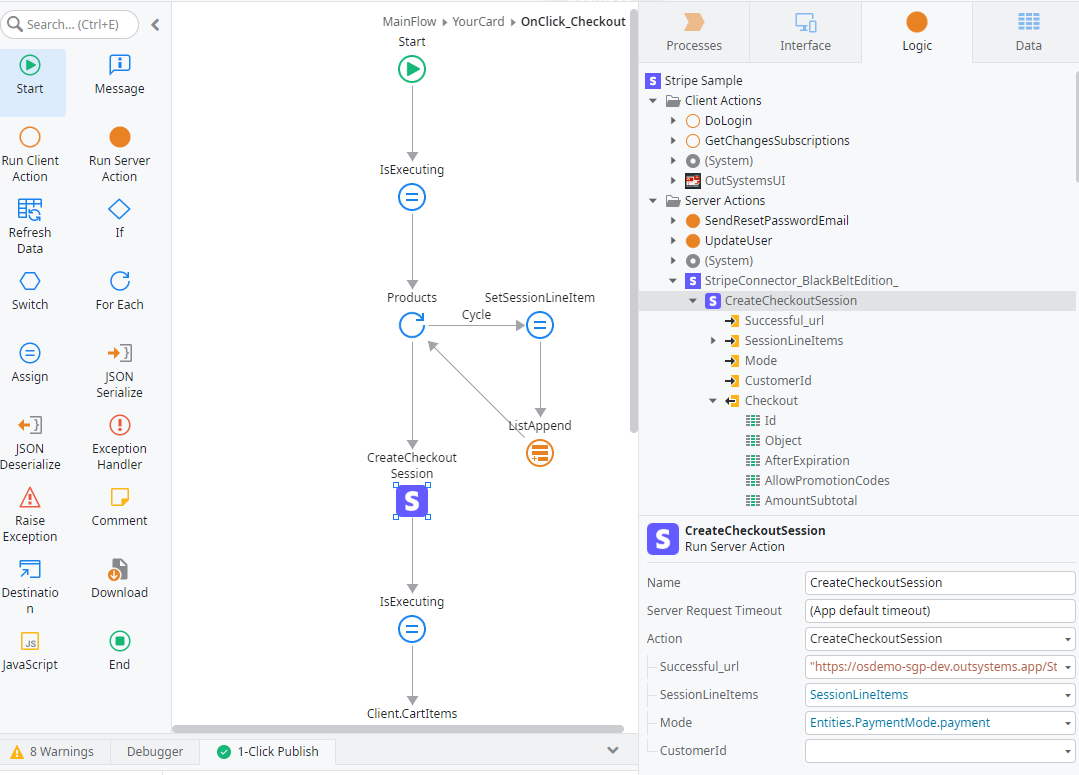 Search... (Ctrl+E)
Start
Message
Run Client
Action
Run Server
Action
Refresh
Data
If
Switch
For Each
Assign
JSON
Serialize
JSON
Deserialize
Exception
Handler
Raise
Exception
Comment
Destinatio
n
Download
JS
JavaScript
End
MainFlow YourCard OnClick_Checkout
Start
IsExecuting
Products
SetSessionLineItem
Cycle
ListAppend
CreateCheckout
Session
S
IsExecuting
Client.CartItems
8 Warnings
Debugger
1-Click Publish
Processes
Interface
Logic
Data
S Stripe Sample
Client Actions
DoLogin
GetChangesSubscriptions
(System)
OutSystemsUI
Server Actions
SendResetPasswordEmail
UpdateUser
(System)
S StripeConnector_BlackBeltEdition_
S CreateCheckoutSession
Successful_url
SessionLineItems
Mode
CustomerId
Checkout
Id
Object
AfterExpiration
AllowPromotionCodes
AmountSubtotal
S CreateCheckoutSession
Run Server Action
Name CreateCheckoutSession
Server Request Timeout (App default timeout)
Action CreateCheckoutSession
Successful_url "https://osdemo-sgp-dev.outsystems.app/St
SessionLineItems SessionLineItems
Mode Entities.PaymentMode.payment
CustomerId